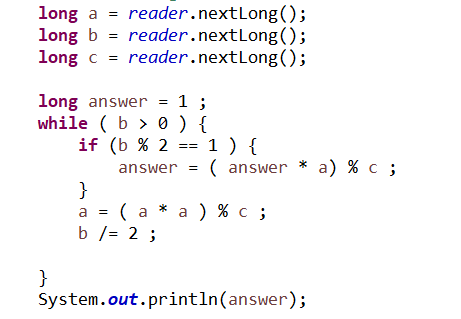 long a = reader.nextLong();
long b = reader.nextLong();
long c = reader.nextLong();
long answer = 1 ;
while ( b > 0 ) {
if (b % 2 == 1 ) {
answer = ( answer * a) % c ;
}
a = ( a * a ) % c ;
b /= 2 ;
}
System.out.println(answer);